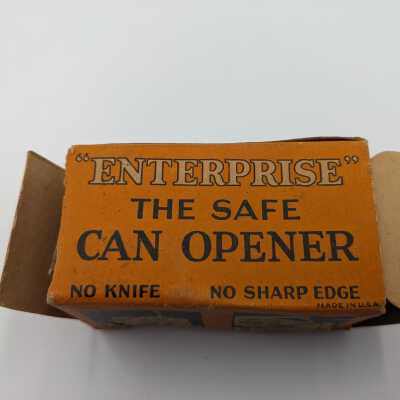 "ENTERPRISE"
THE SAFE
CAN OPENER
NO KNIFE NO SHARP EDGE
MADE IN U.S.A.